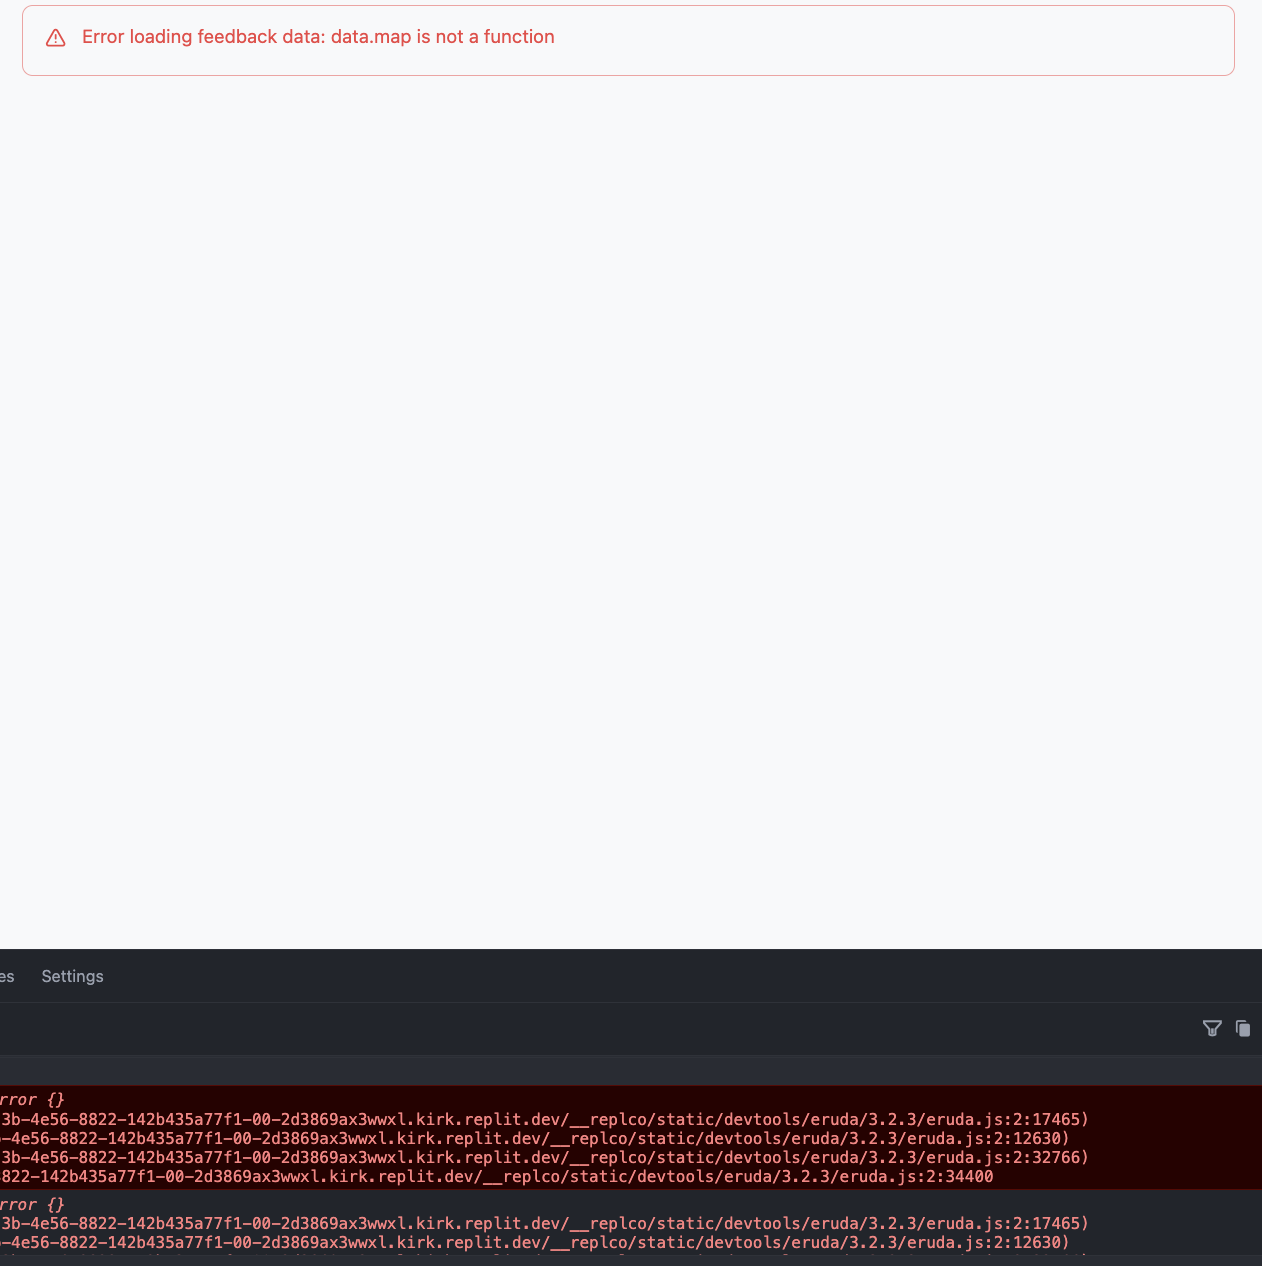 Error loading feedback data: data.map is not a function
es Settings
rror {}
3b-4e56-8822-142b435a77f1-00-2d3869ax3wwxl.kirk.replit.dev/__replco/static/devtools/eruda/3.2.3/eruda.js:2:17465)
-4e56-8822-142b435a77f1-00-2d3869ax3wwxl.kirk.replit.dev/__replco/static/devtools/eruda/3.2.3/eruda.js:2:12630)
3b-4e56-8822-142b435a77f1-00-2d3869ax3wwxl.kirk.replit.dev/__replco/static/devtools/eruda/3.2.3/eruda.js:2:32766)
822-142b435a77f1-00-2d3869ax3wwxl.kirk.replit.dev/__replco/static/devtools/eruda/3.2.3/eruda.js:2:34400
rror {}
3b-4e56-8822-142b435a77f1-00-2d3869ax3wwxl.kirk.replit.dev/__replco/static/devtools/eruda/3.2.3/eruda.js:2:17465)
-4e56-8822-142b435a77f1-00-2d3869ax3wwxl.kirk.replit.dev/__replco/static/devtools/eruda/3.2.3/eruda.js:2:12630)